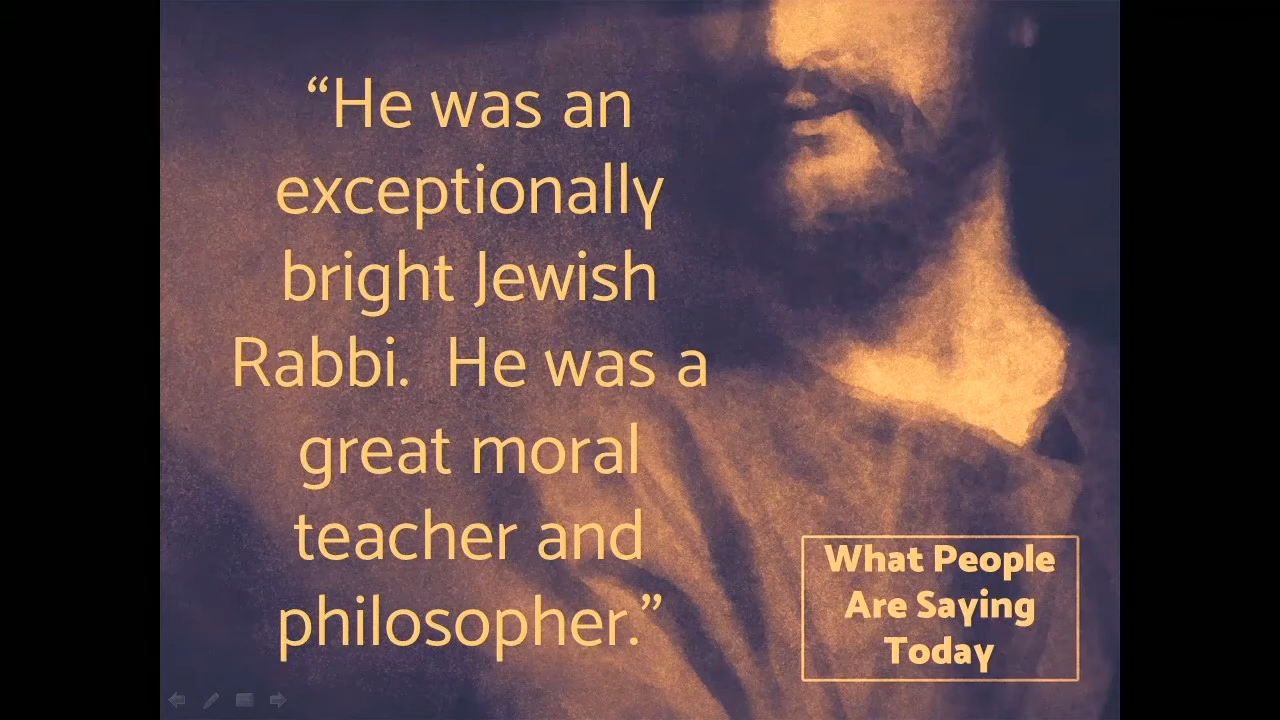 “He was an
exceptionally
bright Jewish
Rabbi.  He was a
great moral
teacher and
philosopher.”
What People
Are Saying
Today